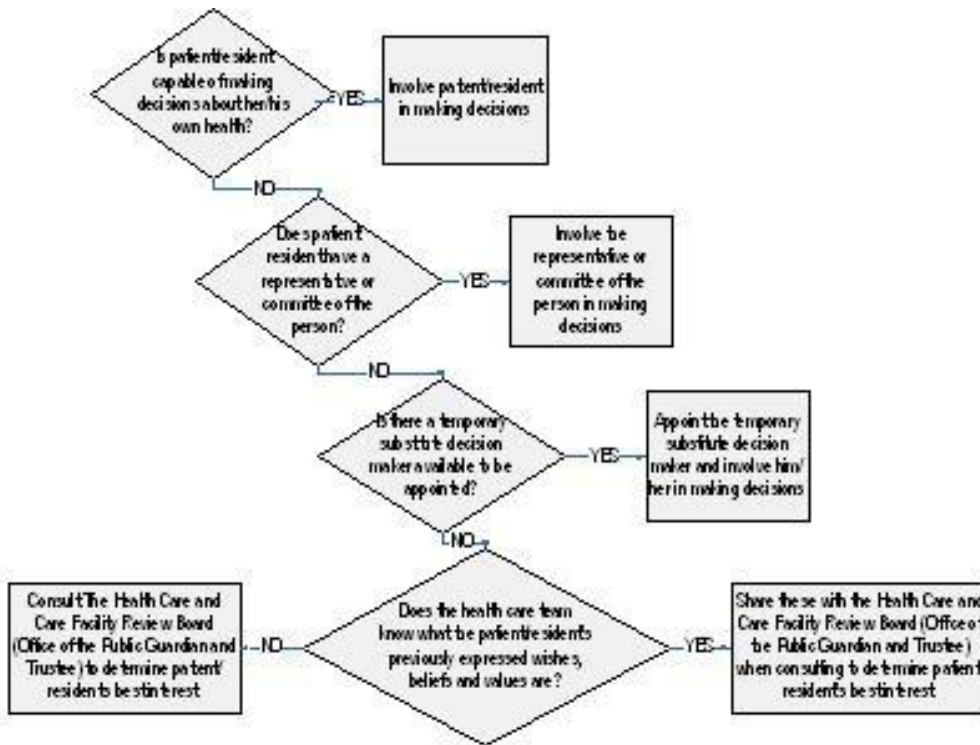 Is patient/resident
capable of making
decisions about her/his
own health?
YES
Involve patent/resident
in making decisions
NO
Does patient
resident have a
representative or
committee of the
person?
YES
Involve the
representative or
committee of the
person in making
decisions
NO
Is there a temporary
substitute decision
maker available to be
appointed?
YES
Appoint the temporary
substitute decision
maker and involve him/
her in making decisions
NO
Does the health care team
know what the patient/resident's
previously expressed wishes,
beliefs and values are?
NO
Consult The Health Care and
Care Facility Review Board
(Office of the Public Guardian and
Trustee) to determine patent/
residents best interest
YES
Share these with the Health Care and
Care Facility Review Board (Office of
the Public Guardian and Trustee)
when consulting to determine patient/
residents best interest